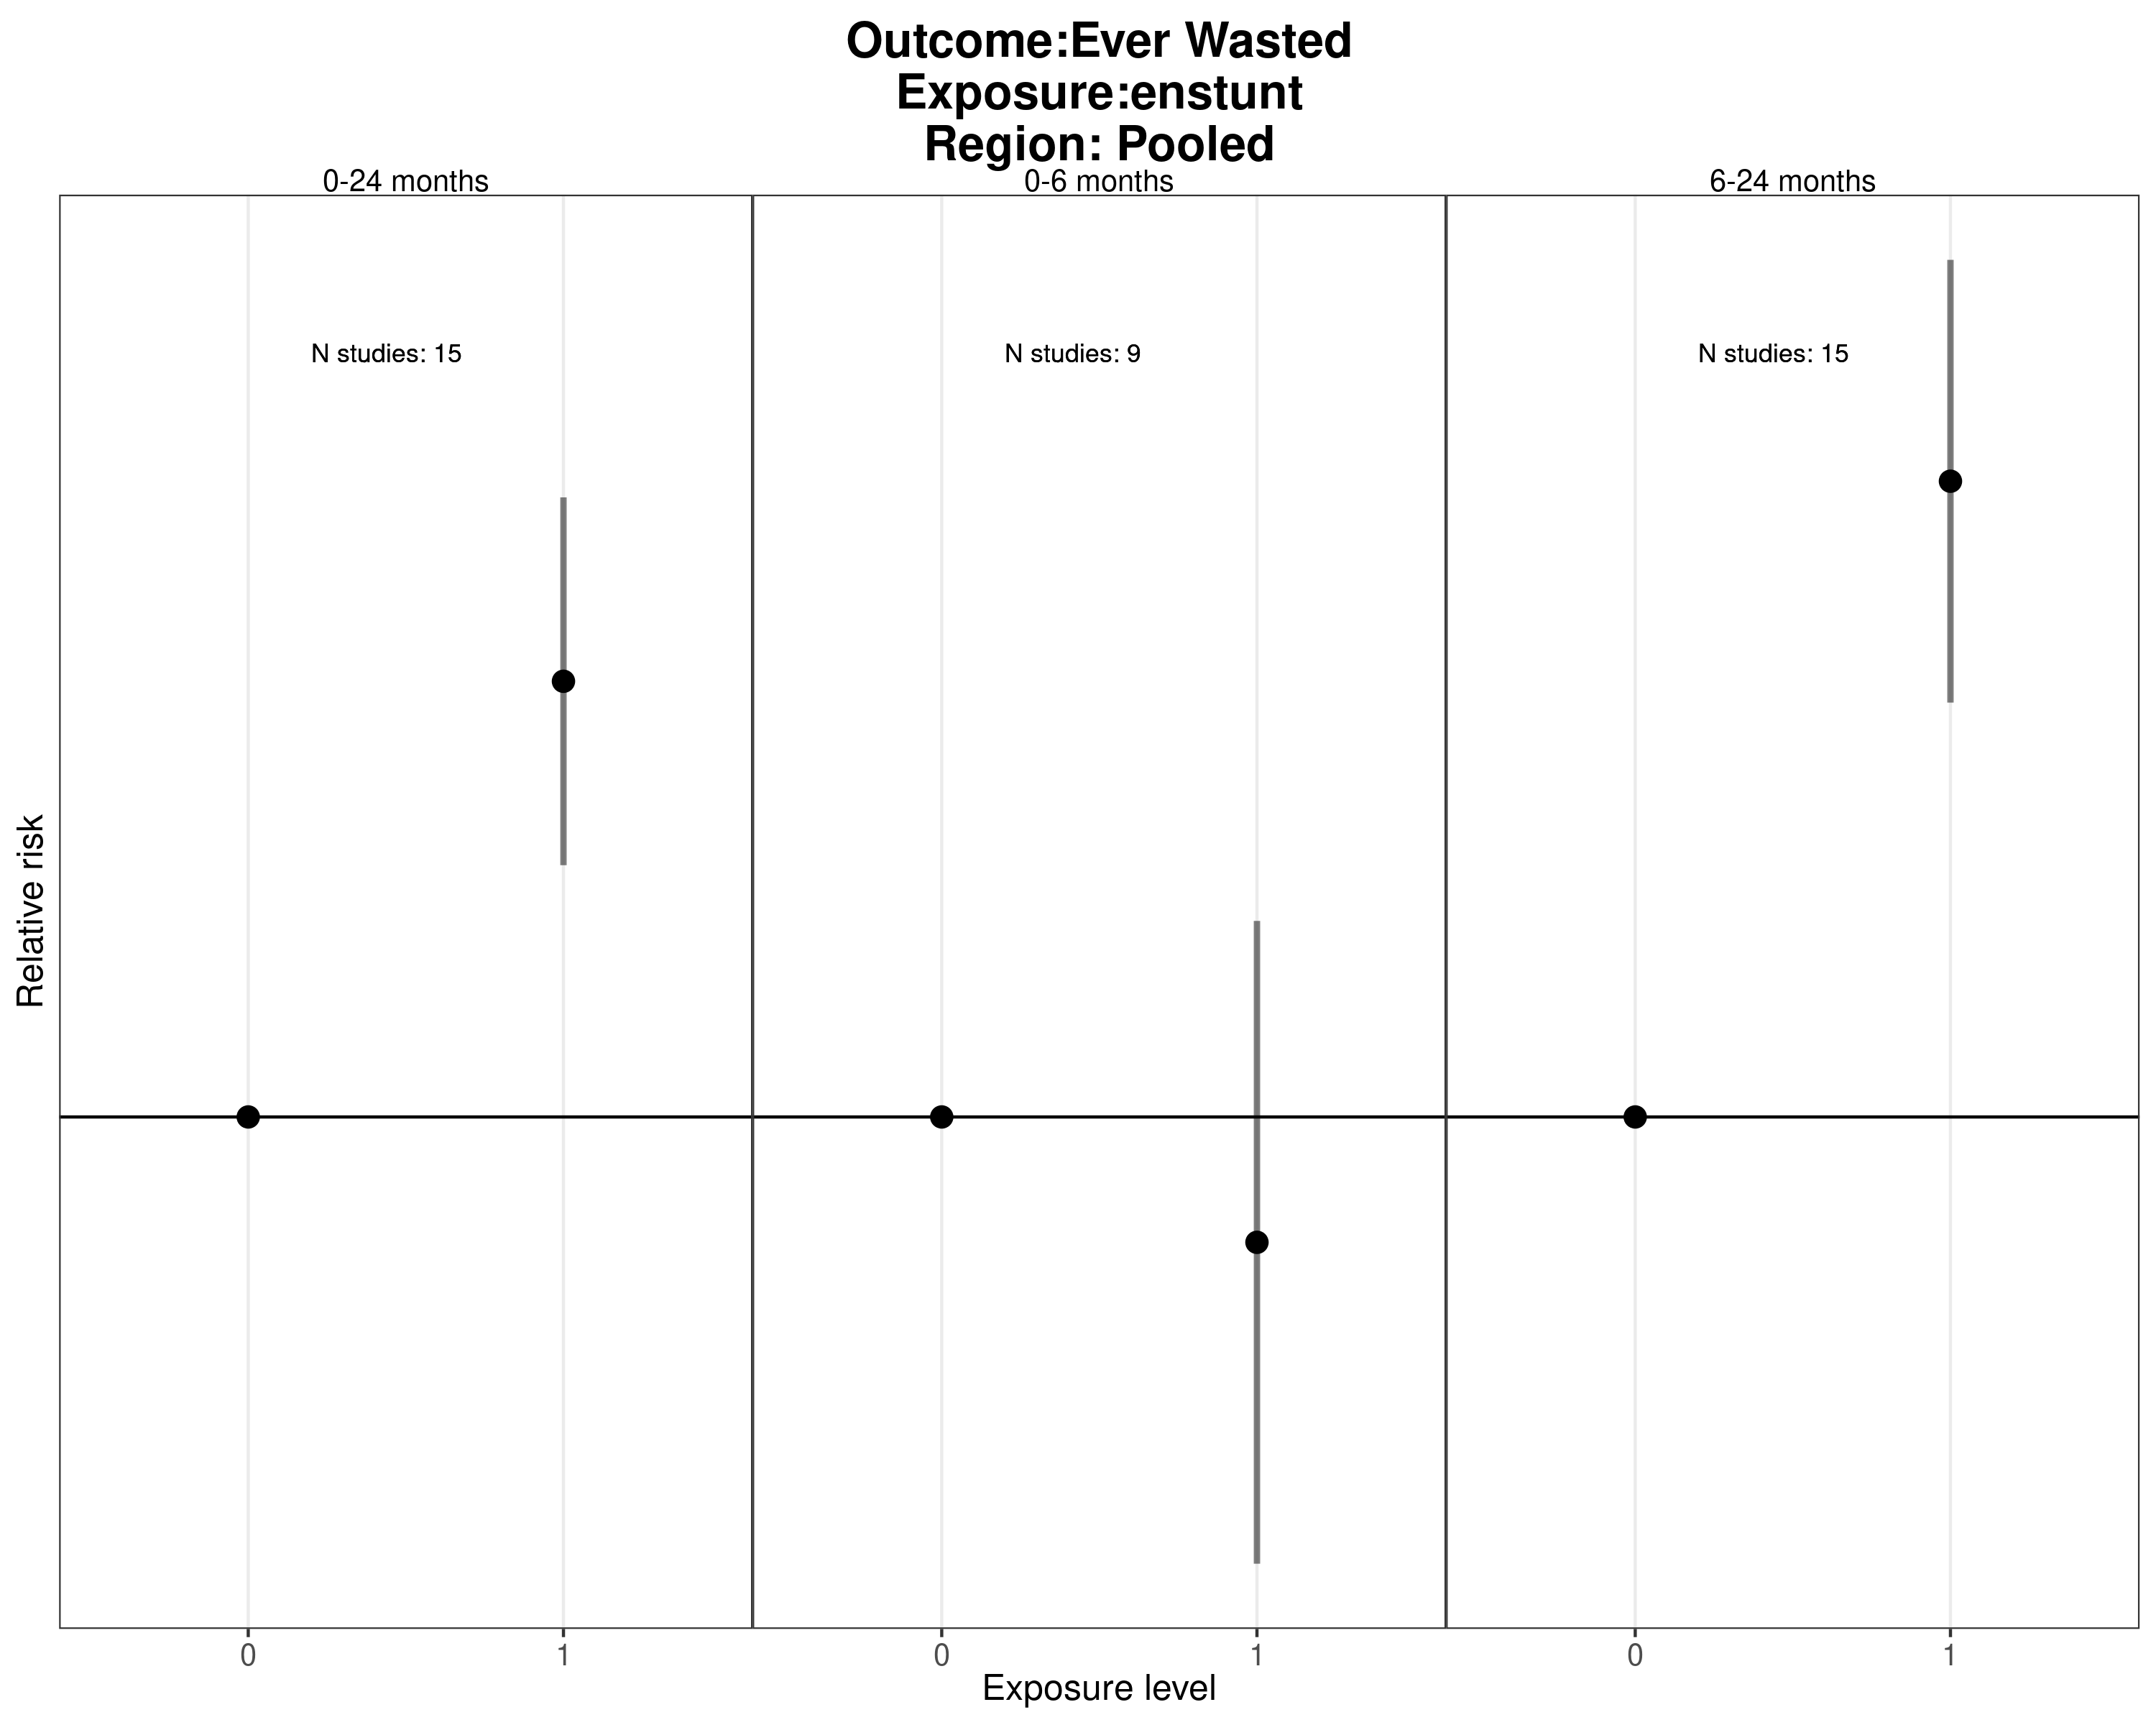 Outcome:Ever Wasted
Exposure:enstunt
Region: Pooled
0-24 months
0-6 months
6-24 months
N studies: 15
N studies: 9
N studies: 15
Relative risk
0
1
0
1
0
1
Exposure level